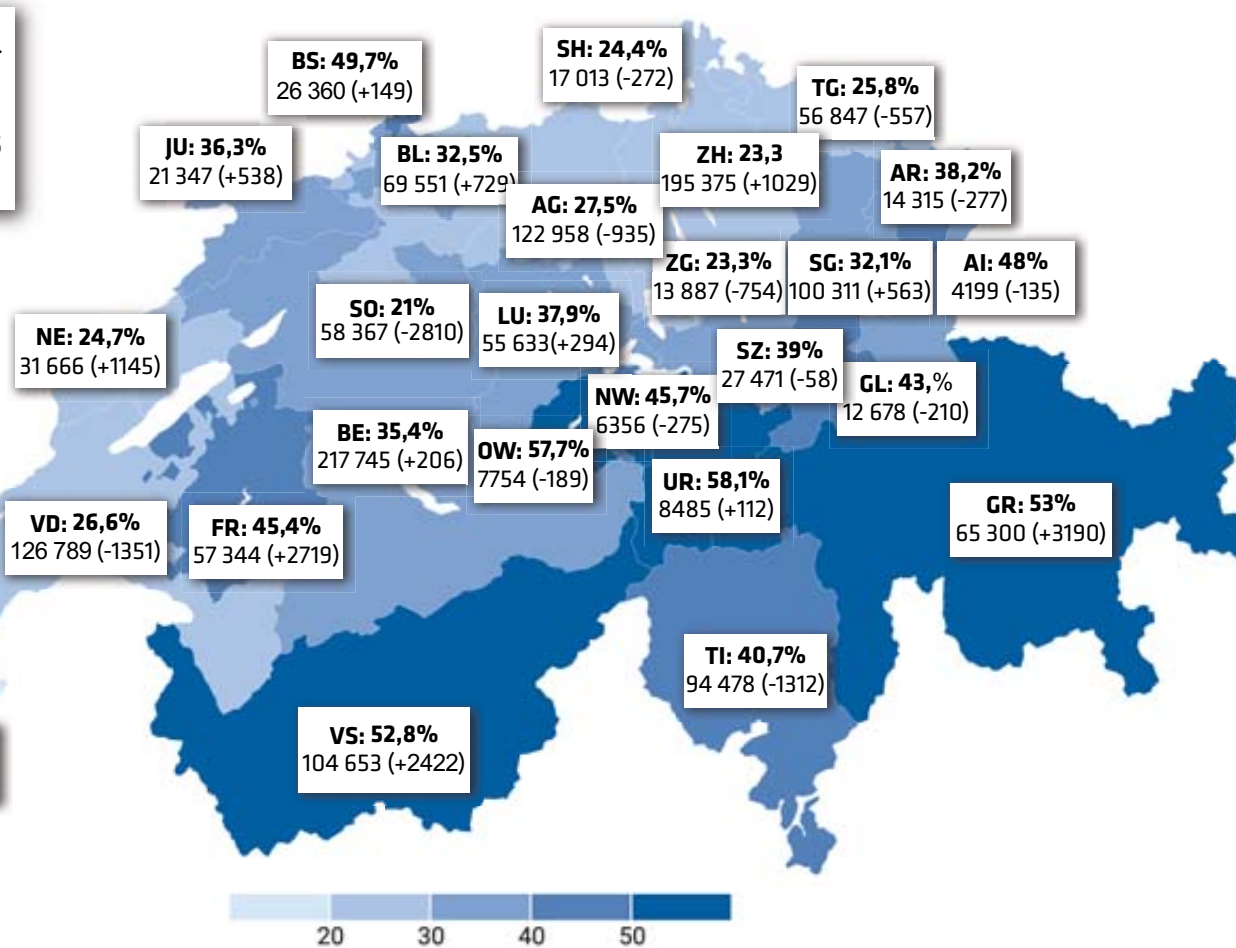 BS: 49,7%
26 360 (+149)
SH: 24,4%
17 013 (-272)
TG: 25,8%
56 847 (-557)
JU: 36,3%
21 347 (+538)
BL: 32,5%
69 551 (+729)
ZH: 23,3
195 375 (+1029)
AR: 38,2%
14 315 (-277)
AG: 27,5%
122 958 (-935)
ZG: 23,3%
13 887 (-754)
SG: 32,1%
100 311 (+563)
AI: 48%
4199 (-135)
SO: 21%
58 367 (-2810)
LU: 37,9%
55 633(+294)
NE: 24,7%
31 666 (+1145)
SZ: 39%
27 471 (-58)
GL: 43,%
12 678 (-210)
NW: 45,7%
6356 (-275)
BE: 35,4%
217 745 (+206)
OW: 57,7%
7754 (-189)
UR: 58,1%
8485 (+112)
GR: 53%
65 300 (+3190)
VD: 26,6%
126 789 (-1351)
FR: 45,4%
57 344 (+2719)
TI: 40,7%
94 478 (-1312)
VS: 52,8%
104 653 (+2422)
20 30 40 50